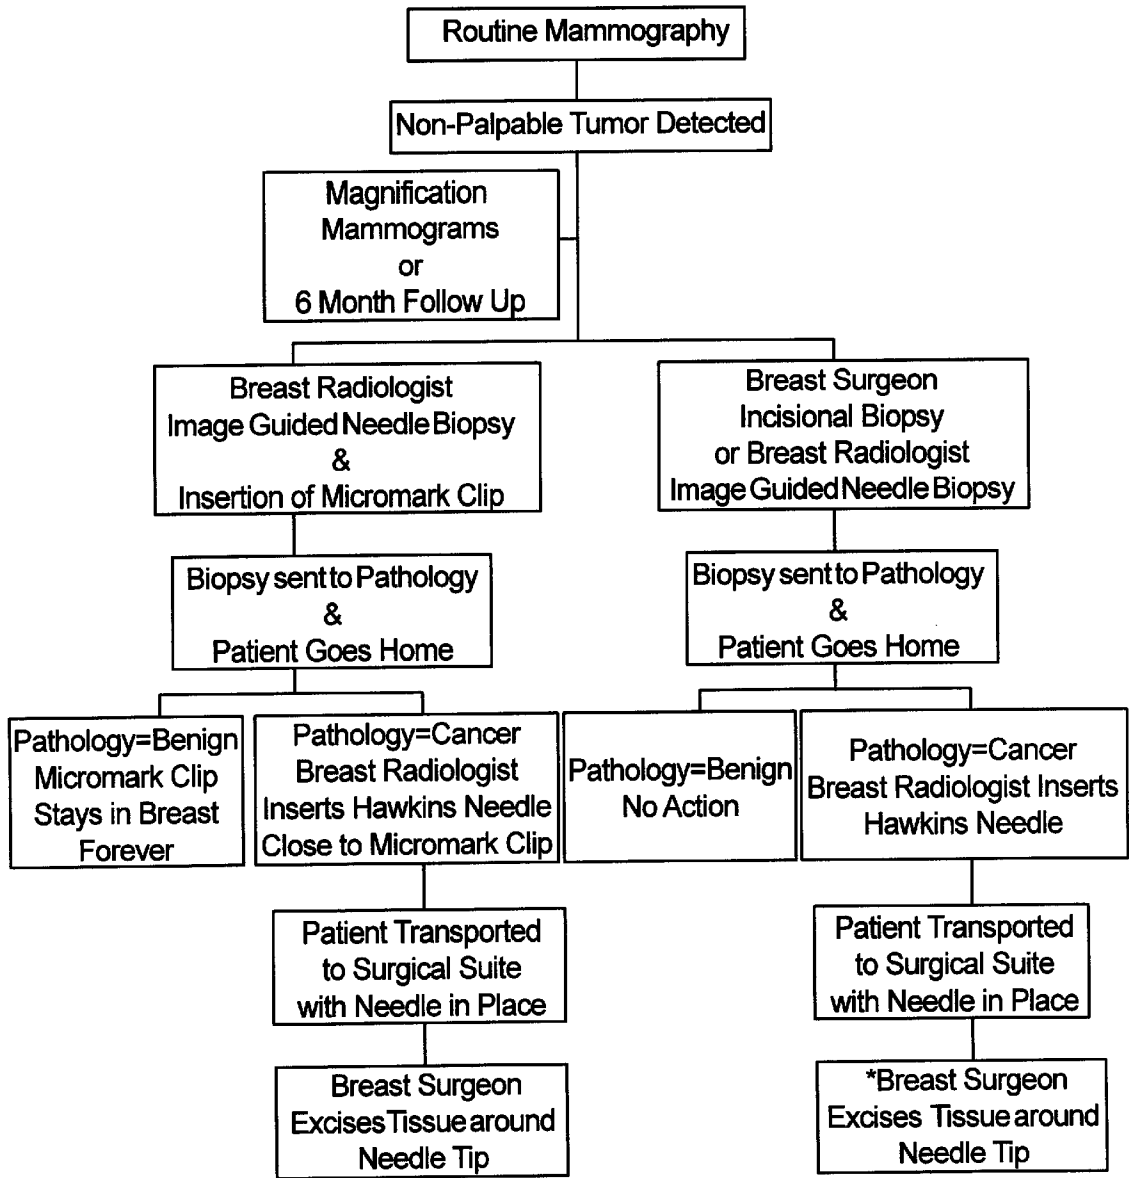 Routine Mammography
Non-Palpable Tumor Detected
Magnification
Mammograms
or
6 Month Follow Up
Breast Radiologist
Image Guided Needle Biopsy
&
Insertion of Micromark Clip
Breast Surgeon
Incisional Biopsy
or Breast Radiologist
Image Guided Needle Biopsy
Biopsy sent to Pathology
&
Patient Goes Home
Biopsy sent to Pathology
&
Patient Goes Home
Pathology=Benign
Micromark Clip
Stays in Breast
Forever
Pathology=Cancer
Breast Radiologist
Inserts Hawkins Needle
Close to Micromark Clip
Pathology=Benign
No Action
Pathology=Cancer
Breast Radiologist Inserts
Hawkins Needle
Patient Transported
to Surgical Suite
with Needle in Place
Patient Transported
to Surgical Suite
with Needle in Place
Breast Surgeon
Excises Tissue around
Needle Tip
*Breast Surgeon
Excises Tissue around
Needle Tip